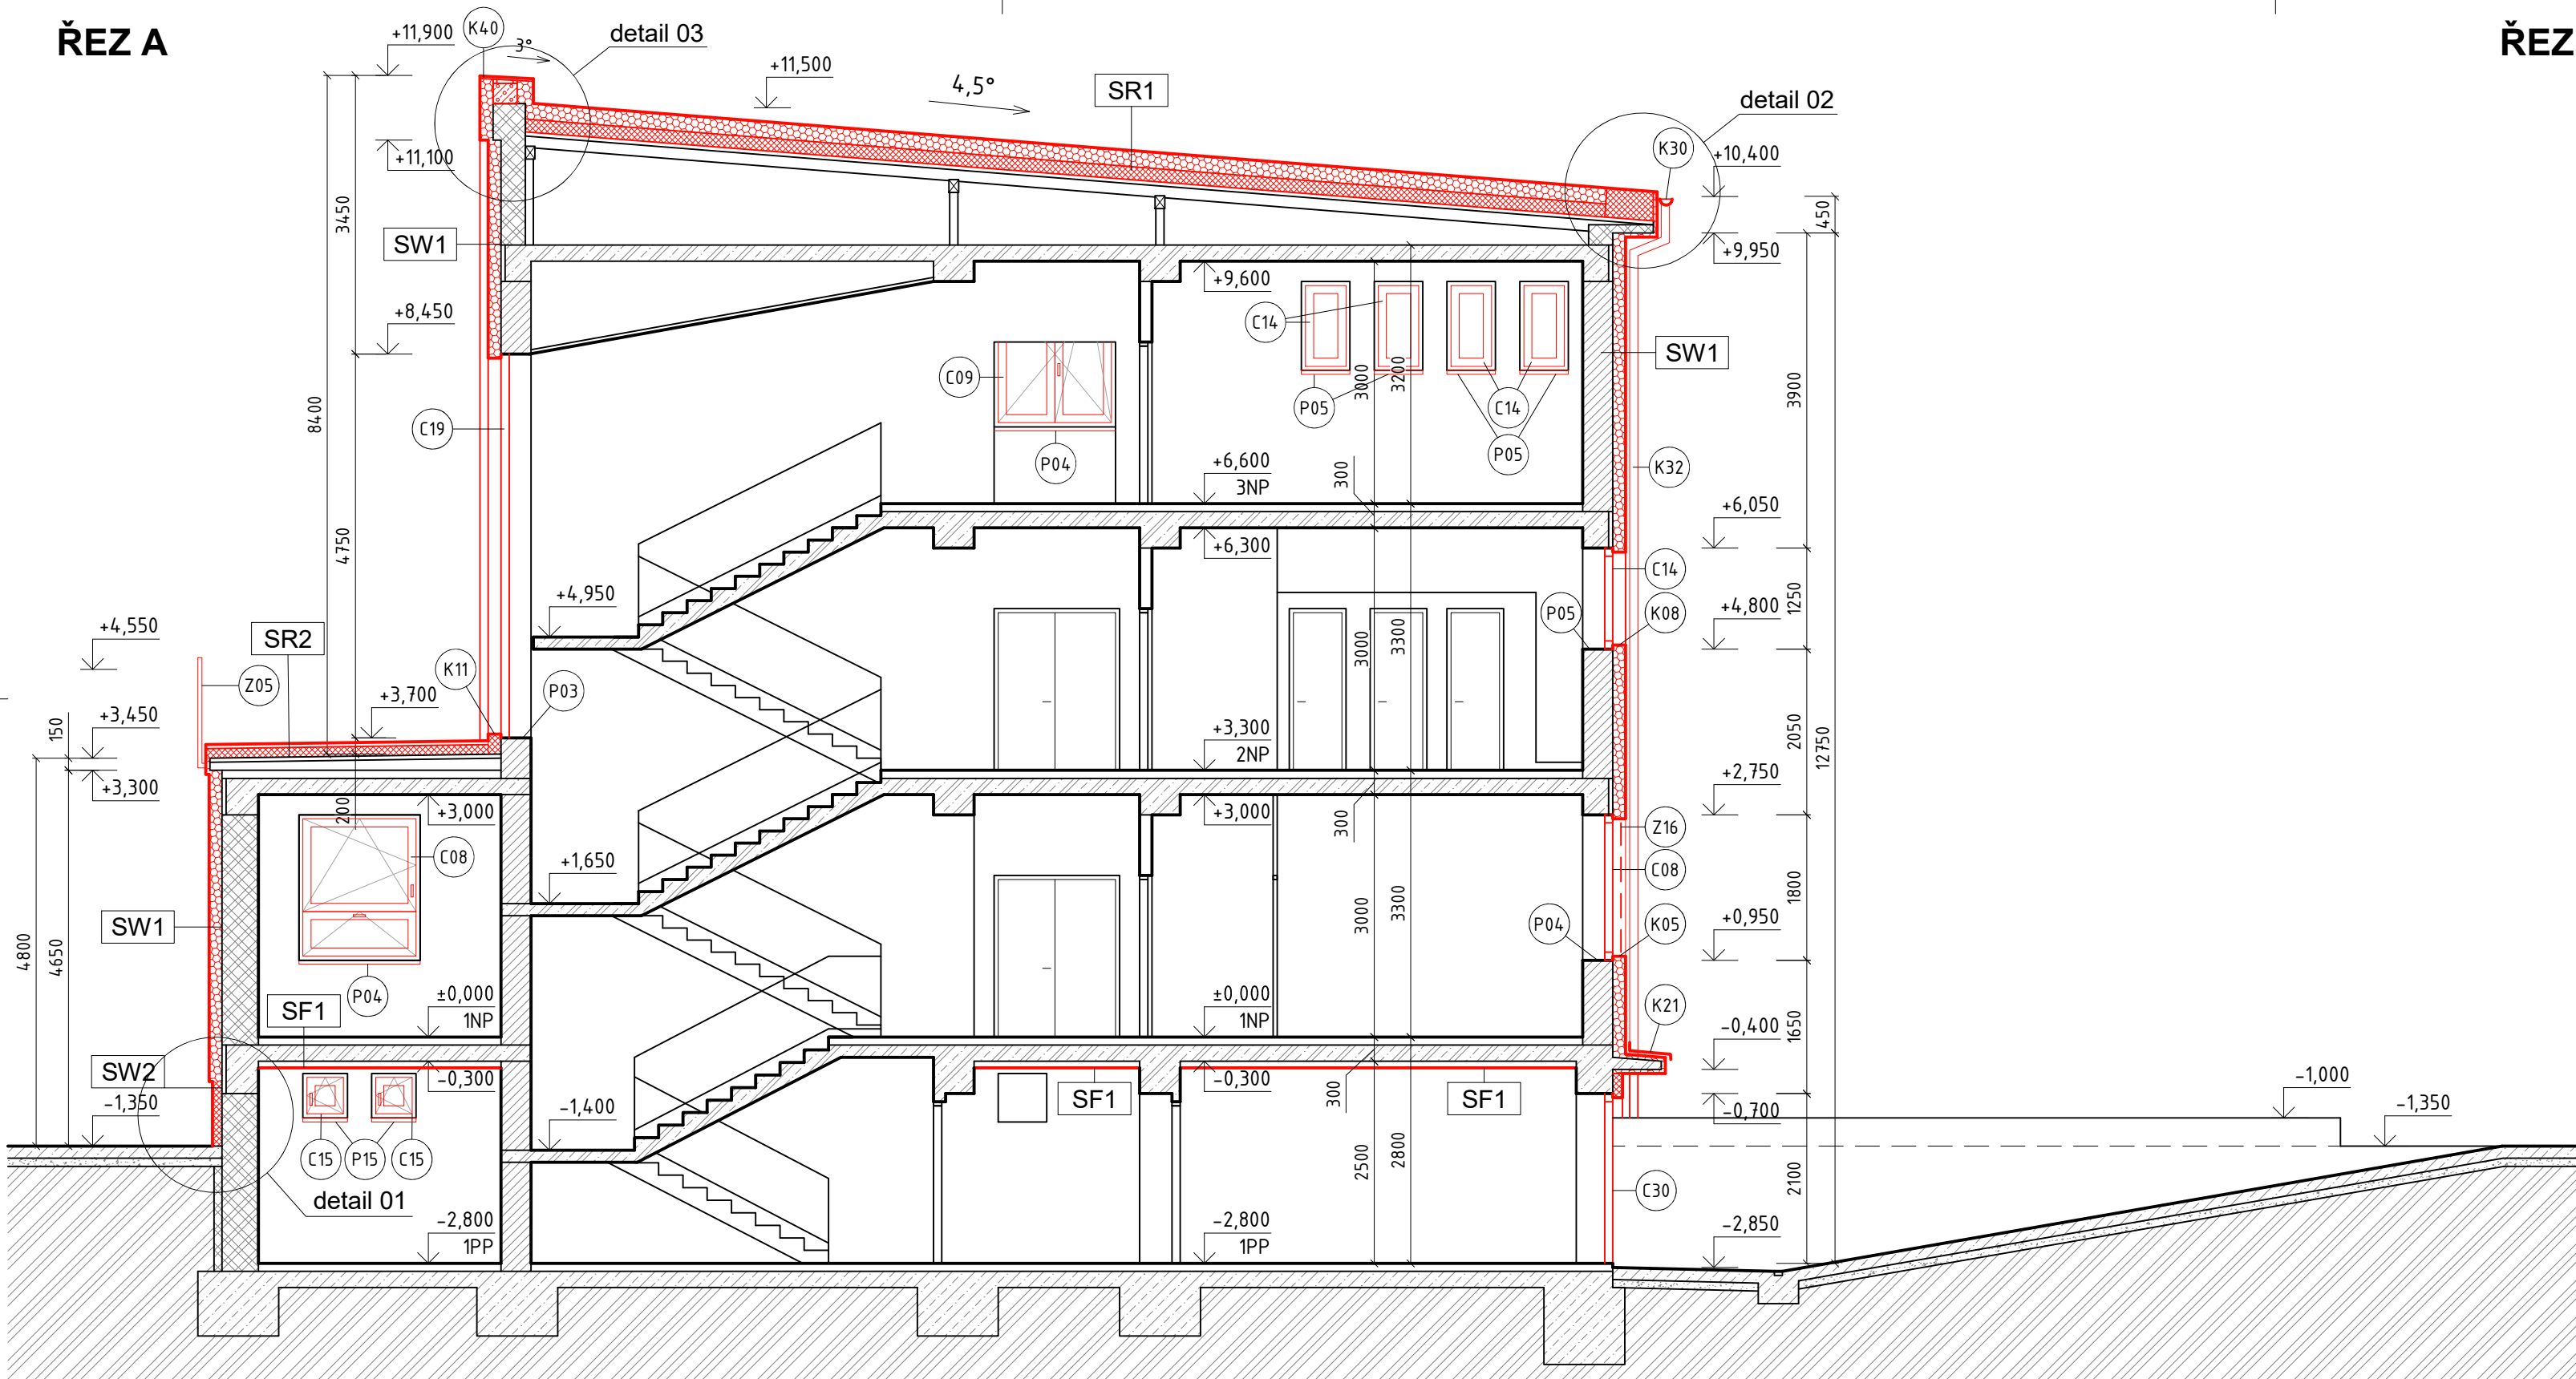 ŘEZ A
ŘEZ
K40
3°
detail 03
+11,900
+11,500
4,5°
SR1
detail 02
K30
+10,400
+11,100
450
3450
SW1
+9,950
+9,600
+8,450
C14
SW1
C09
3000
3200
3900
8400
C19
P05
C14
P04
P05
+6,600
3NP
300
K32
+6,050
4750
+6,300
C14
+4,950
P05
K08
+4,800
1250
+4,550
SR2
3000
3300
K11
Z05
P03
+3,700
150
+3,450
+3,300
2NP
2050
12750
+3,300
+2,750
200
+3,000
+3,000
300
Z16
C08
+1,650
C08
1800
SW1
3000
3300
P04
K05
+0,950
4800
4650
P04
±0,000
1NP
±0,000
1NP
SF1
K21
-0,400
1650
SW2
-0,300
-0,300
300
SF1
SF1
-1,350
-1,400
-0,700
-1,000
-1,350
C15
P15
C15
2500
2800
2100
C30
detail 01
-2,800
1PP
-2,800
1PP
-2,850